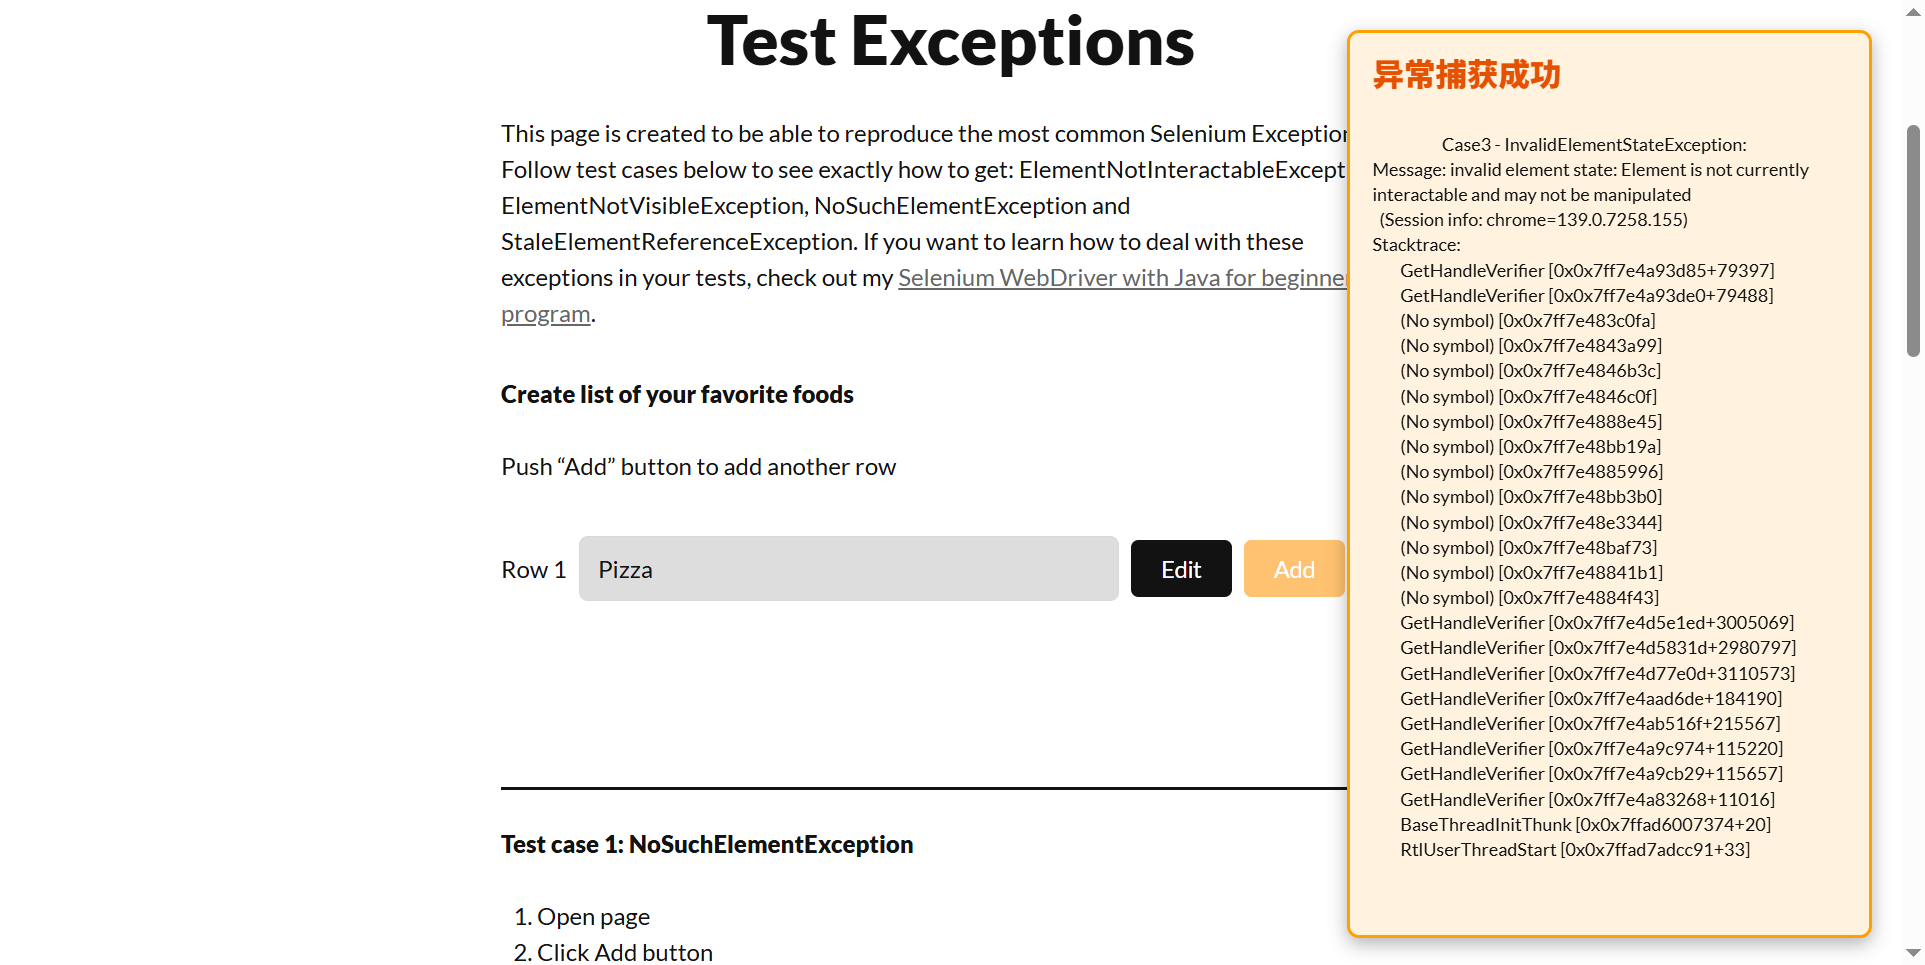 Test Exceptions
This page is created to be able to reproduce the most common Selenium Exception
Follow test cases below to see exactly how to get: ElementNotInteractableExcept
ElementNotVisibleException, NoSuchElementException and
StaleElementReferenceException. If you want to learn how to deal with these
exceptions in your tests, check out my Selenium WebDriver with Java for beginner
program.
Create list of your favorite foods
Push “Add” button to add another row
Row 1 Pizza Edit Add
Test case 1: NoSuchElementException
1. Open page
2. Click Add button
异常捕获成功
Case3 - InvalidElementStateException:
Message: invalid element state: Element is not currently
interactable and may not be manipulated
(Session info: chrome=139.0.7258.155)
Stacktrace:
GetHandleVerifier [0x0x7ff7e4a93d85+79397]
GetHandleVerifier [0x0x7ff7e4a93de0+79488]
(No symbol) [0x0x7ff7e483c0fa]
(No symbol) [0x0x7ff7e4843a99]
(No symbol) [0x0x7ff7e4846b3c]
(No symbol) [0x0x7ff7e4846c0f]
(No symbol) [0x0x7ff7e4888e45]
(No symbol) [0x0x7ff7e48bb19a]
(No symbol) [0x0x7ff7e4885996]
(No symbol) [0x0x7ff7e48bb3b0]
(No symbol) [0x0x7ff7e48e3344]
(No symbol) [0x0x7ff7e48baf73]
(No symbol) [0x0x7ff7e48841b1]
(No symbol) [0x0x7ff7e4884f43]
GetHandleVerifier [0x0x7ff7e4d5e1ed+3005069]
GetHandleVerifier [0x0x7ff7e4d5831d+2980797]
GetHandleVerifier [0x0x7ff7e4d77e0d+3110573]
GetHandleVerifier [0x0x7ff7e4aad6de+184190]
GetHandleVerifier [0x0x7ff7e4ab516f+215567]
GetHandleVerifier [0x0x7ff7e4a9c974+115220]
GetHandleVerifier [0x0x7ff7e4a9cb29+115657]
GetHandleVerifier [0x0x7ff7e4a83268+11016]
BaseThreadInitThunk [0x0x7ffad6007374+20]
RtlUserThreadStart [0x0x7ffad7adcc91+33]